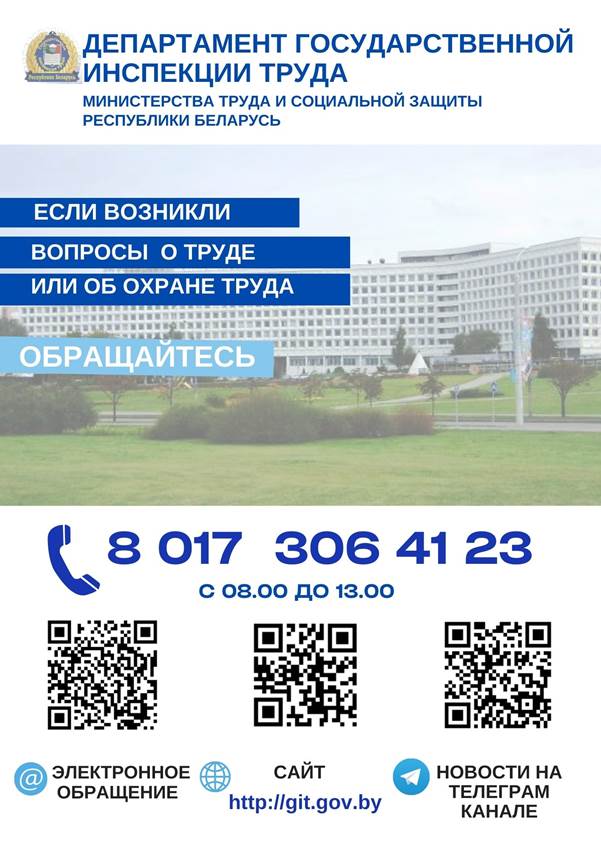 ДЕПАРТАМЕНТ ГОСУДАРСТВЕННОЙ
ИНСПЕКЦИИ ТРУДА
МИНИСТЕРСТВА ТРУДА И СОЦИАЛЬНОЙ ЗАЩИТЫ
РЕСПУБЛИКИ БЕЛАРУСЬ
Республика Беларусь
ЕСЛИ ВОЗНИКЛИ
ВОПРОСЫ О ТРУДЕ
ИЛИ ОБ ОХРАНЕ ТРУДА
ОБРАЩАЙТЕСЬ
8 017 306 41 23
С 08.00 ДО 13.00
ЭЛЕКТРОННОЕ
ОБРАЩЕНИЕ
САЙТ
http://git.gov.by
НОВОСТИ НА
ТЕЛЕГРАМ
КАНАЛЕ